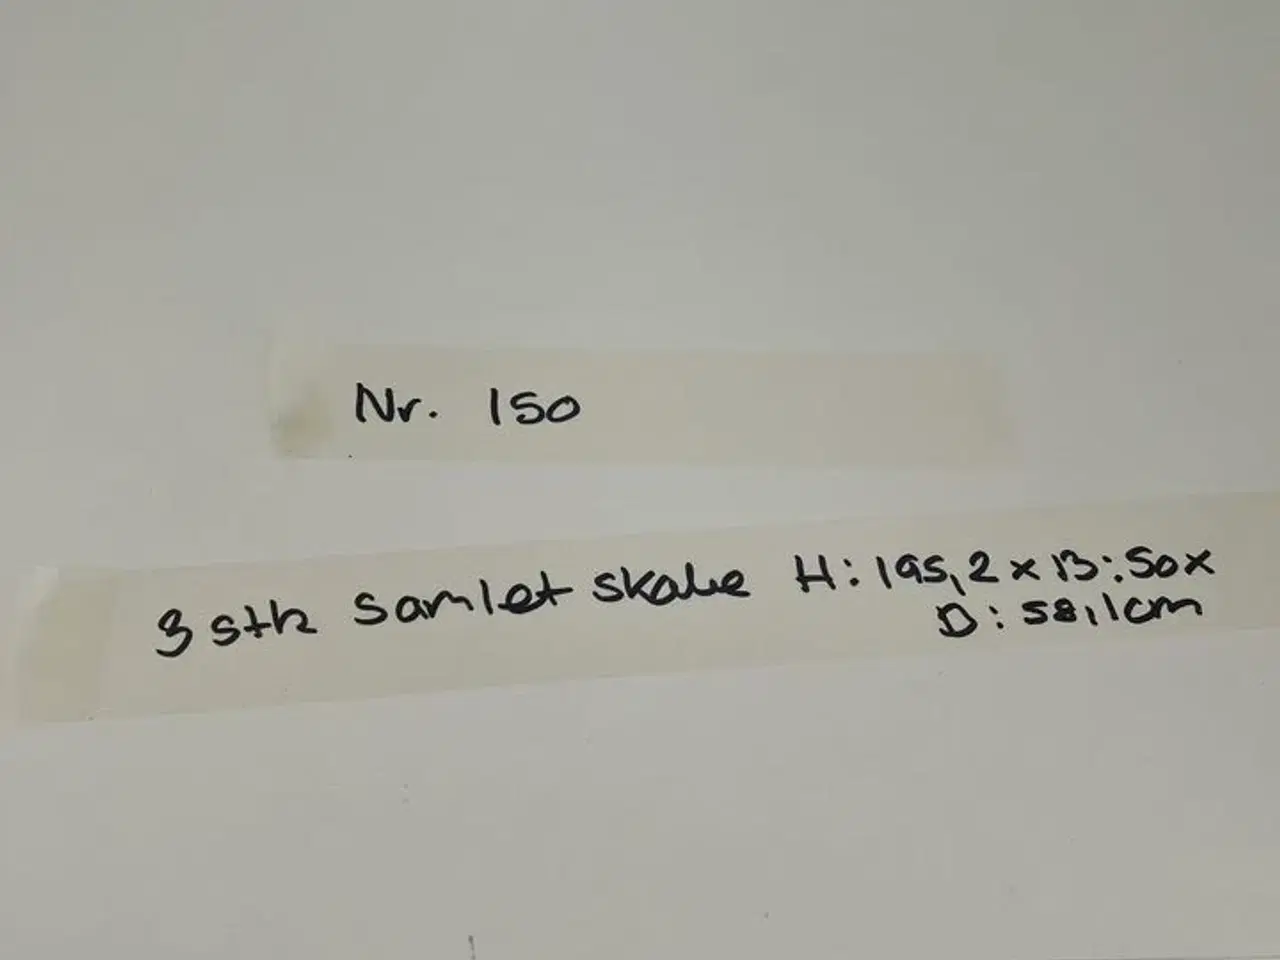 Nr. 150
3 stk samlet skabe H: 195,2 x B: 50 x
D: 58,1 cm